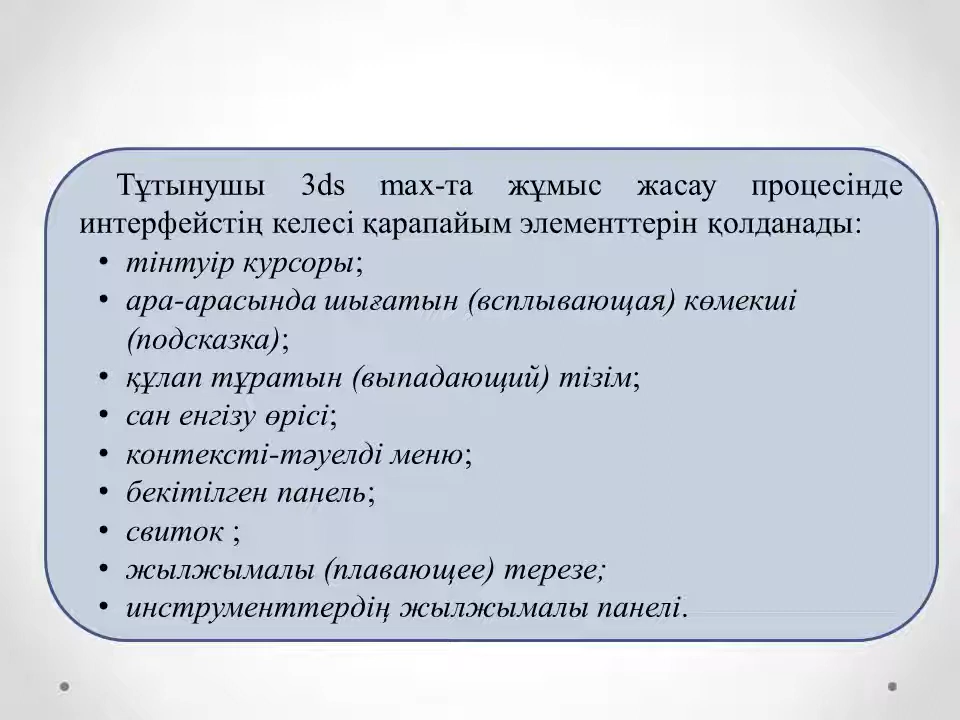 Тұтынушы 3ds max-та жұмыс жасау процесінде
интерфейстің келесі қарапайым элементтерін қолданады:
• тінтуір курсоры;
• ара-арасында шығатын (всплывающая) көмекші
(подсказка);
• құлап тұратын (выпадающий) тізім;
• сан енгізу өрісі;
• контексті-тәуелді меню;
• бекітілген панель;
• свиток ;
• жылжымалы (плавающее) терезе;
• инструменттердің жылжымалы панелі.